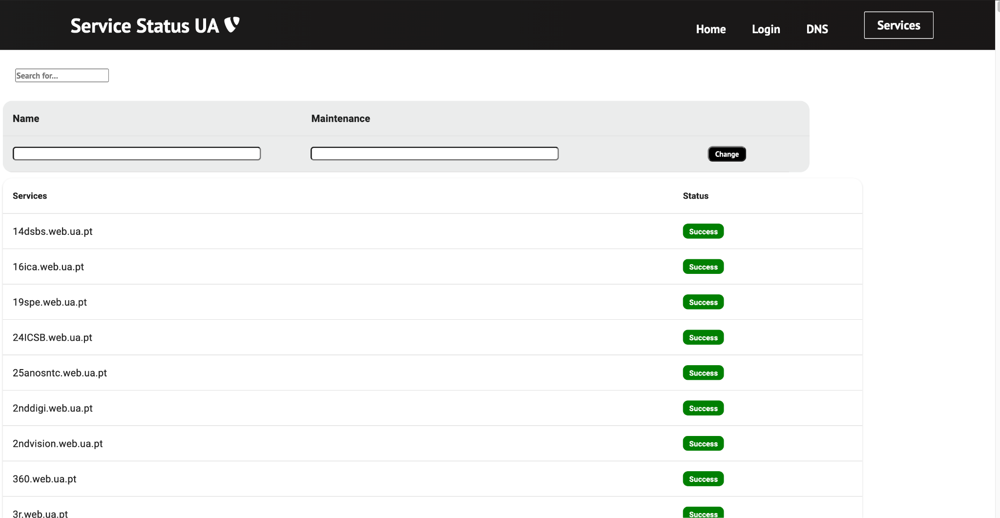 Service Status UA
Home Login DNS Services
Search for...
Name Maintenance
Change
Services Status
14dsbs.web.ua.pt Success
16ica.web.ua.pt Success
19spe.web.ua.pt Success
24ICSB.web.ua.pt Success
25anosntc.web.ua.pt Success
2nddigi.web.ua.pt Success
2ndvision.web.ua.pt Success
360.web.ua.pt Success
3r.web.ua.pt Success